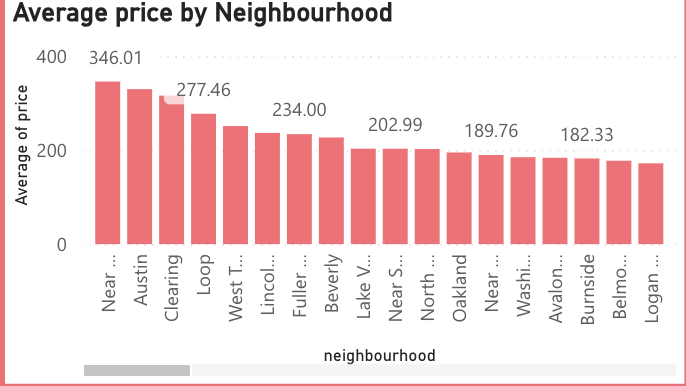 Average price by Neighbourhood
400
200
0
Average of price
346.01
277.46
234.00
202.99
189.76
182.33
Near ...
Austin
Clearing
Loop
West T...
Lincol...
Fuller ...
Beverly
Lake V...
Near S...
North ...
Oakland
Near ...
Washi...
Avalon...
Burnside
Belmo...
Logan ...
neighbourhood